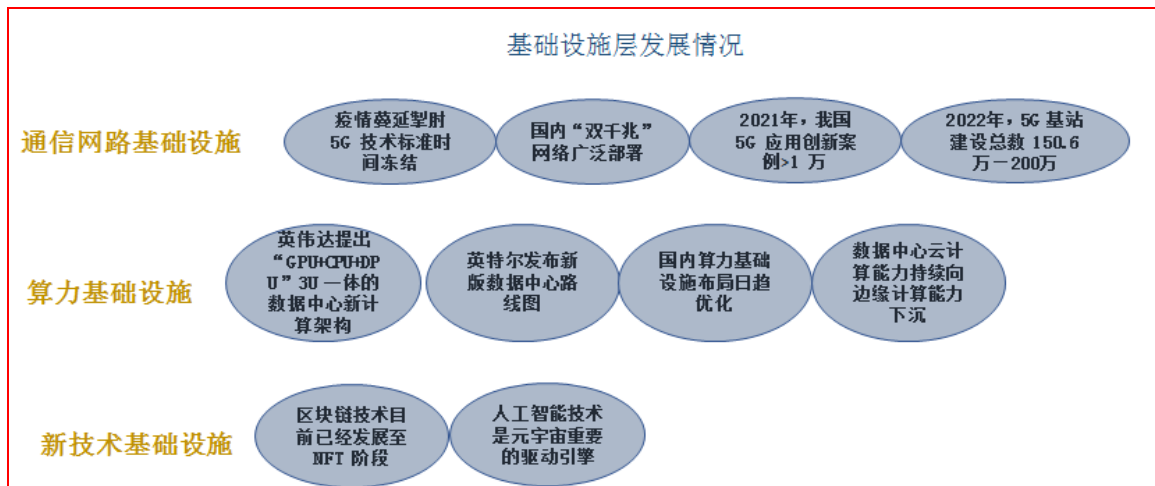 基础设施层发展情况
通信网路基础设施
疫情蔓延掣肘
5G 技术标准时
间冻结
国内“双千兆”
网络广泛部署
2021年，我国
5G 应用创新案
例>1 万
2022年，5G 基站
建设总数 150.6
万－200万
算力基础设施
英伟达提出
“GPU+CPU+DP
U”3U 一体的
数据中心新计
算架构
英特尔发布新
版数据中心路
线图
国内算力基础
设施布局日趋
优化
数据中心云计
算能力持续向
边缘计算能力
下沉
新技术基础设施
区块链技术目
前已经发展至
NFT 阶段
人工智能技术
是元宇宙重要
的驱动引擎